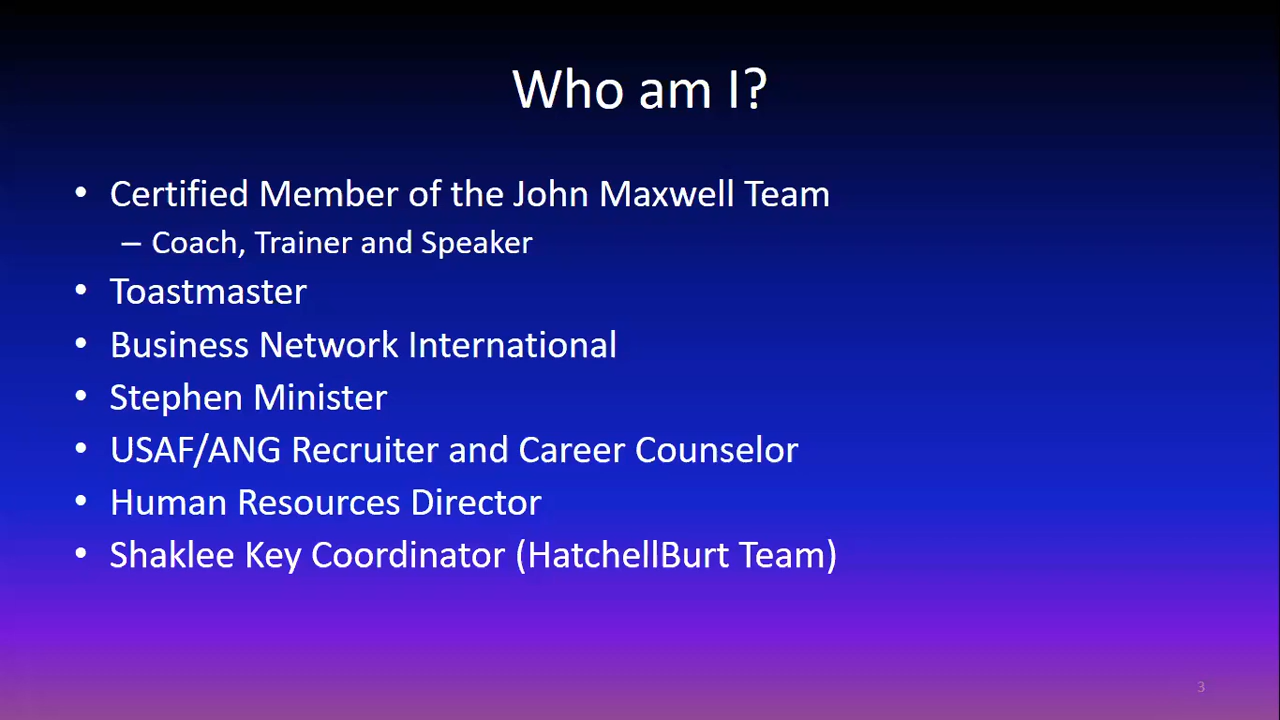 Who am I?
• Certified Member of the John Maxwell Team
– Coach, Trainer and Speaker
• Toastmaster
• Business Network International
• Stephen Minister
• USAF/ANG Recruiter and Career Counselor
• Human Resources Director
• Shaklee Key Coordinator (HatchellBurt Team)
3